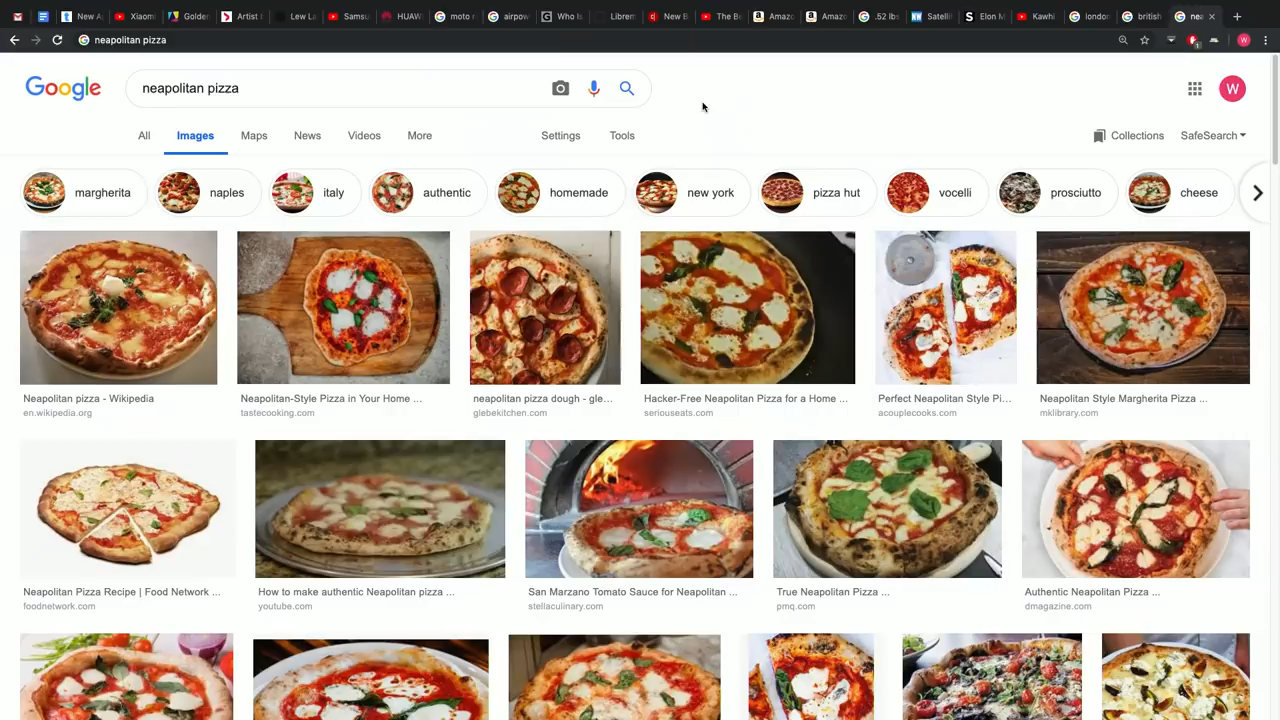 New A
Xiaomi
Golden
Artist
Lew La
Samsu
HUAW
moto r
airpow
Who is
Librem
New B
The Be
Amazo
Amazo
.52 lbs
Satelli
Elon M
Kawhi
london
british
nea
neapolitan pizza
Google
neapolitan pizza
W
All
Images
Maps
News
Videos
More
Settings
Tools
Collections
SafeSearch
margherita
naples
italy
authentic
homemade
new york
pizza hut
vocelli
prosciutto
cheese
Neapolitan pizza - Wikipedia
en.wikipedia.org
Neapolitan-Style Pizza in Your Home ...
tastecooking.com
neapolitan pizza dough - gle...
glebekitchen.com
Hacker-Free Neapolitan Pizza for a Home ...
seriouseats.com
Perfect Neapolitan Style Pi...
acouplecooks.com
Neapolitan Style Margherita Pizza ...
mklibrary.com
Neapolitan Pizza Recipe | Food Network ...
foodnetwork.com
How to make authentic Neapolitan pizza ...
youtube.com
San Marzano Tomato Sauce for Neapolitan ...
stellaculinary.com
True Neapolitan Pizza ...
pmq.com
Authentic Neapolitan Pizza ...
dmagazine.com